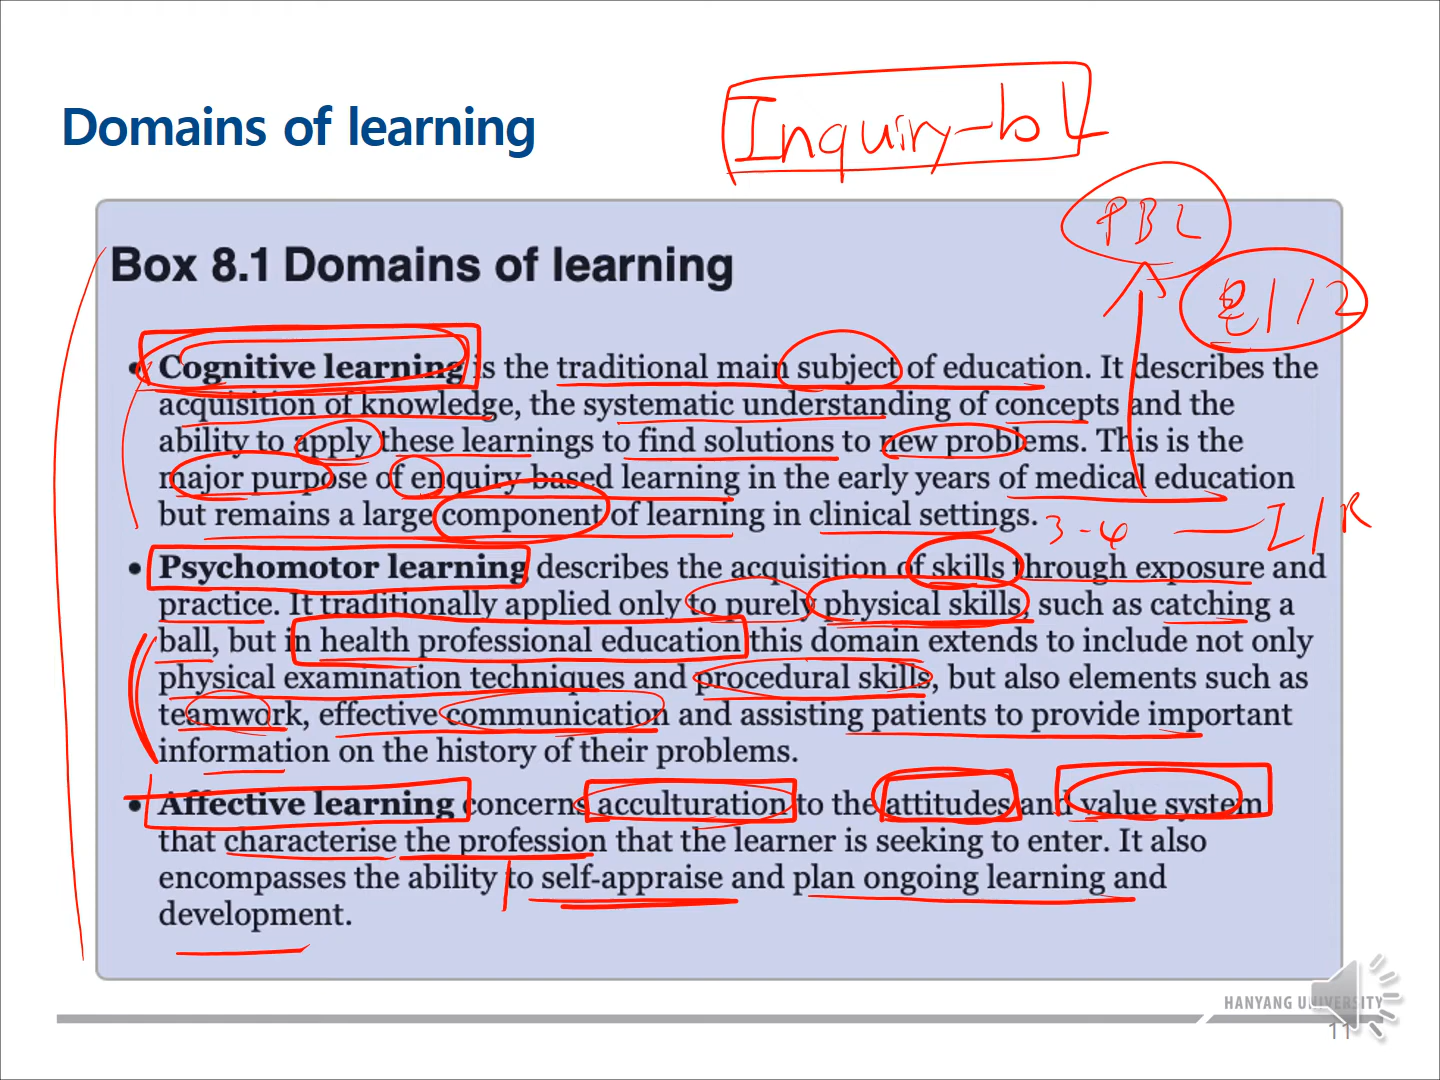 Domains of learning
Inquiry-bL
PBL
Box 8.1 Domains of learning
• Cognitive learning is the traditional main subject of education. It describes the
acquisition of knowledge, the systematic understanding of concepts and the
ability to apply these learnings to find solutions to new problems. This is the
major purpose of enquiry based learning in the early years of medical education
but remains a large component of learning in clinical settings.
3-4 — I/R
• Psychomotor learning describes the acquisition of skills through exposure and
practice. It traditionally applied only to purely physical skills, such as catching a
ball, but in health professional education this domain extends to include not only
physical examination techniques and procedural skills, but also elements such as
teamwork, effective communication and assisting patients to provide important
information on the history of their problems.
• Affective learning concerns acculturation to the attitudes and value system
that characterise the profession that the learner is seeking to enter. It also
encompasses the ability to self-appraise and plan ongoing learning and
development.
HANYANG UNIVERSITY
11